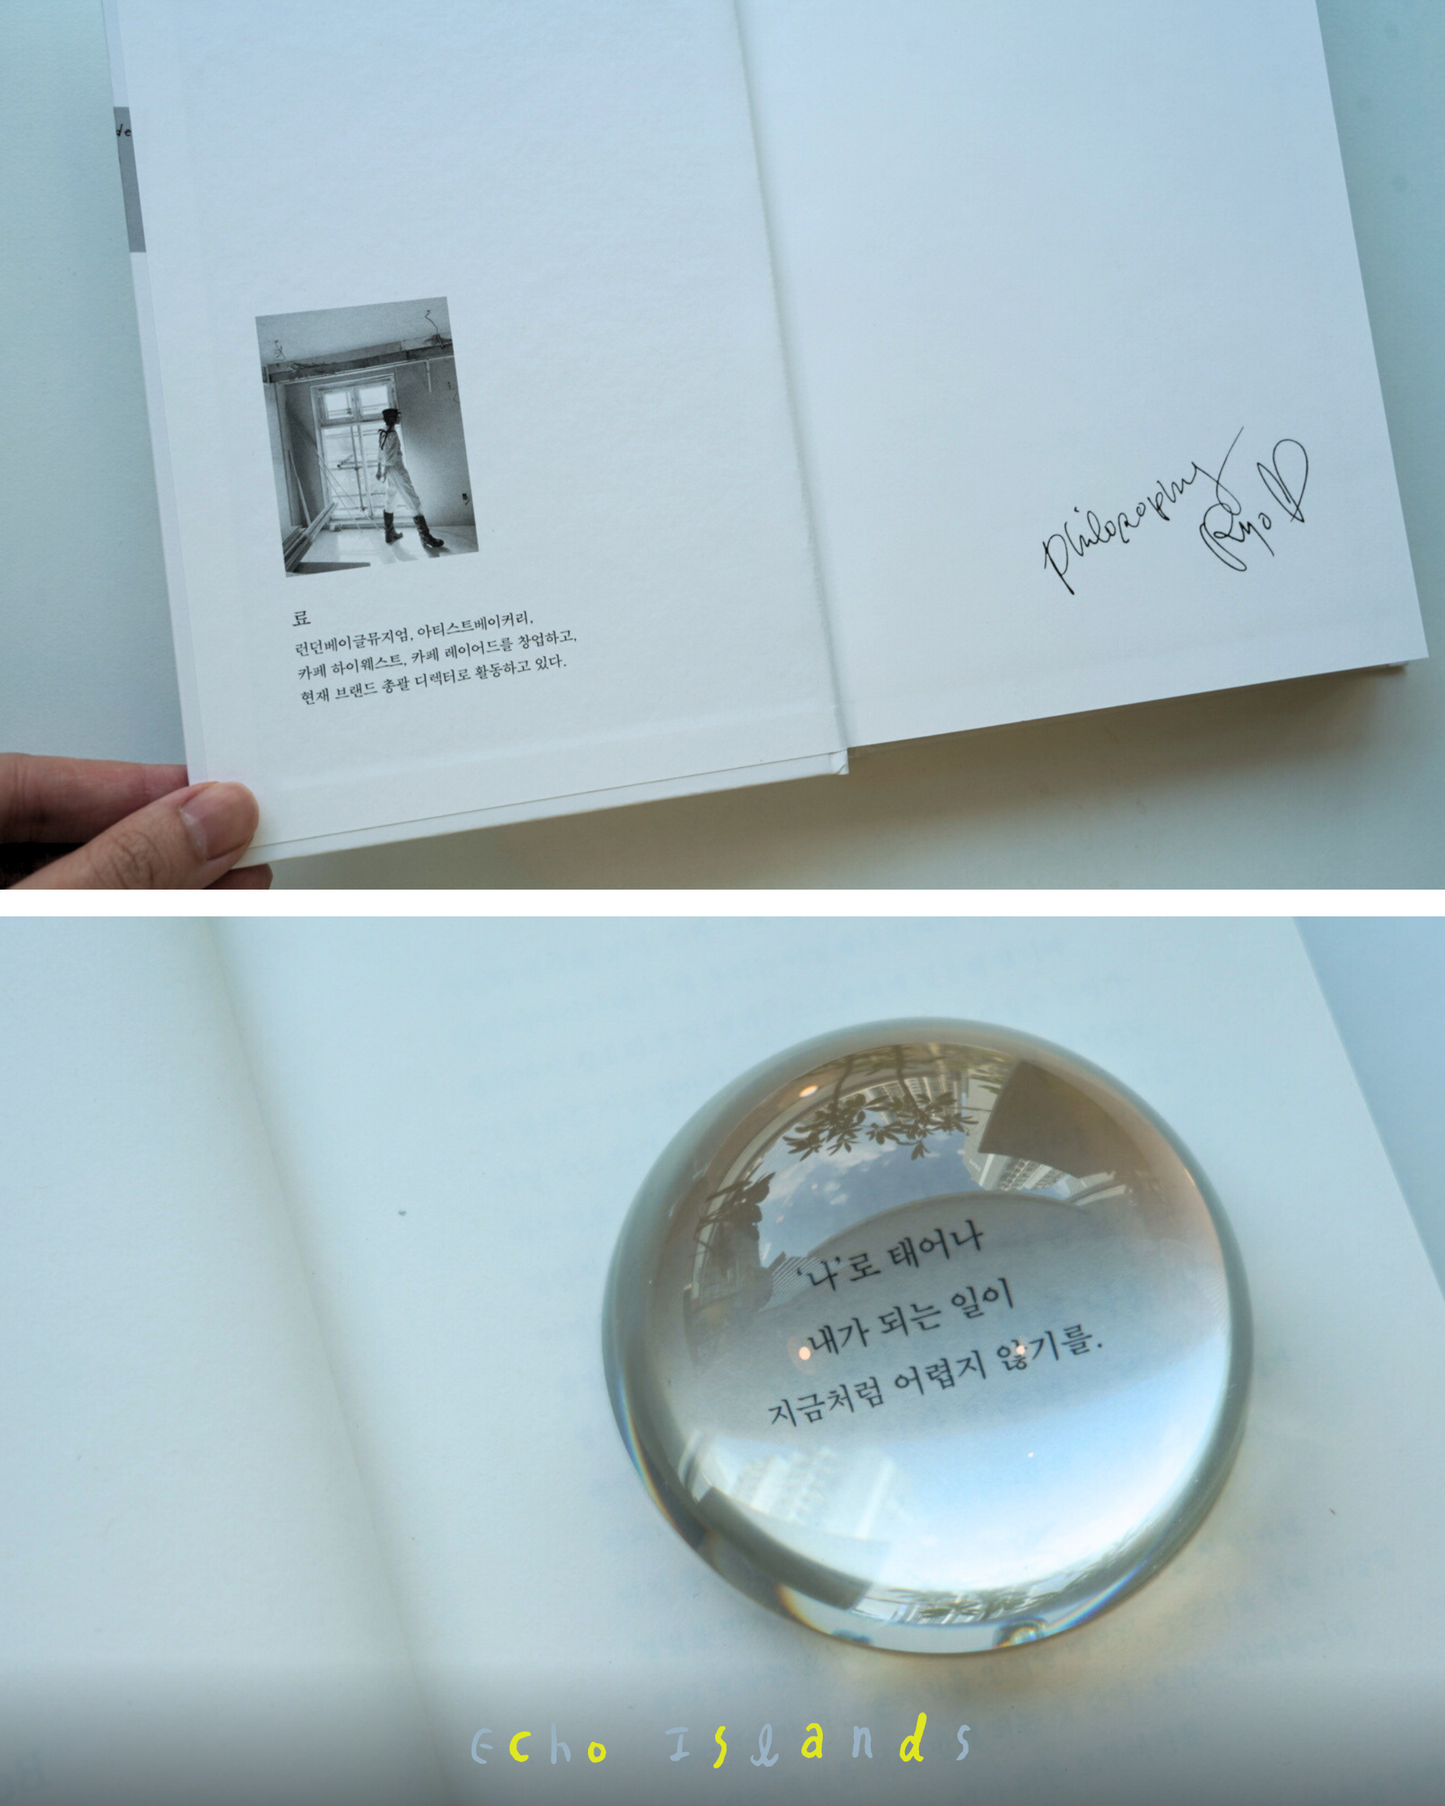 de
료
런던베이글뮤지엄, 아티스트베이커리,
카페 하이웨스트, 카페 레이어드를 창업하고,
현재 브랜드 총괄 디렉터로 활동하고 있다.
philosophy
Ryo
‘나’로 태어나
내가 되는 일이
지금처럼 어렵지 않기를.
Echo Islands